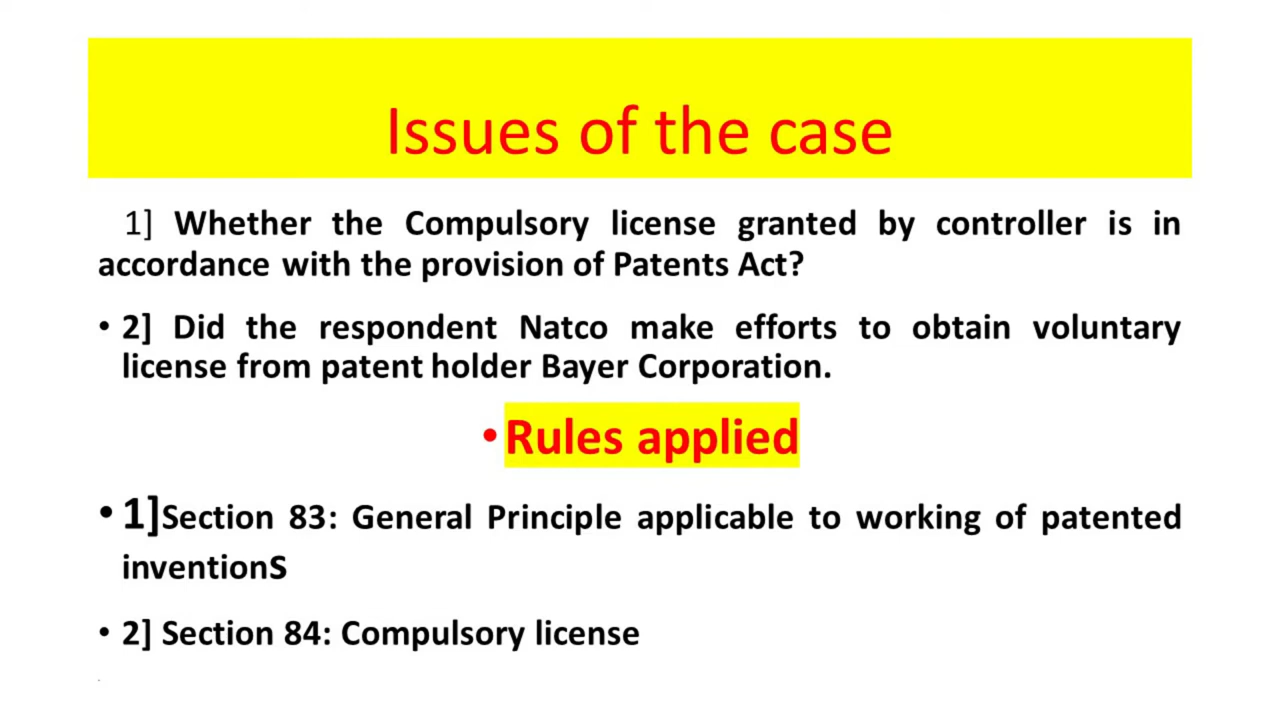 Issues of the case
1] Whether the Compulsory license granted by controller is in
accordance with the provision of Patents Act?
• 2] Did the respondent Natco make efforts to obtain voluntary
license from patent holder Bayer Corporation.
• Rules applied
• 1]Section 83: General Principle applicable to working of patented
inventions
• 2] Section 84: Compulsory license
.